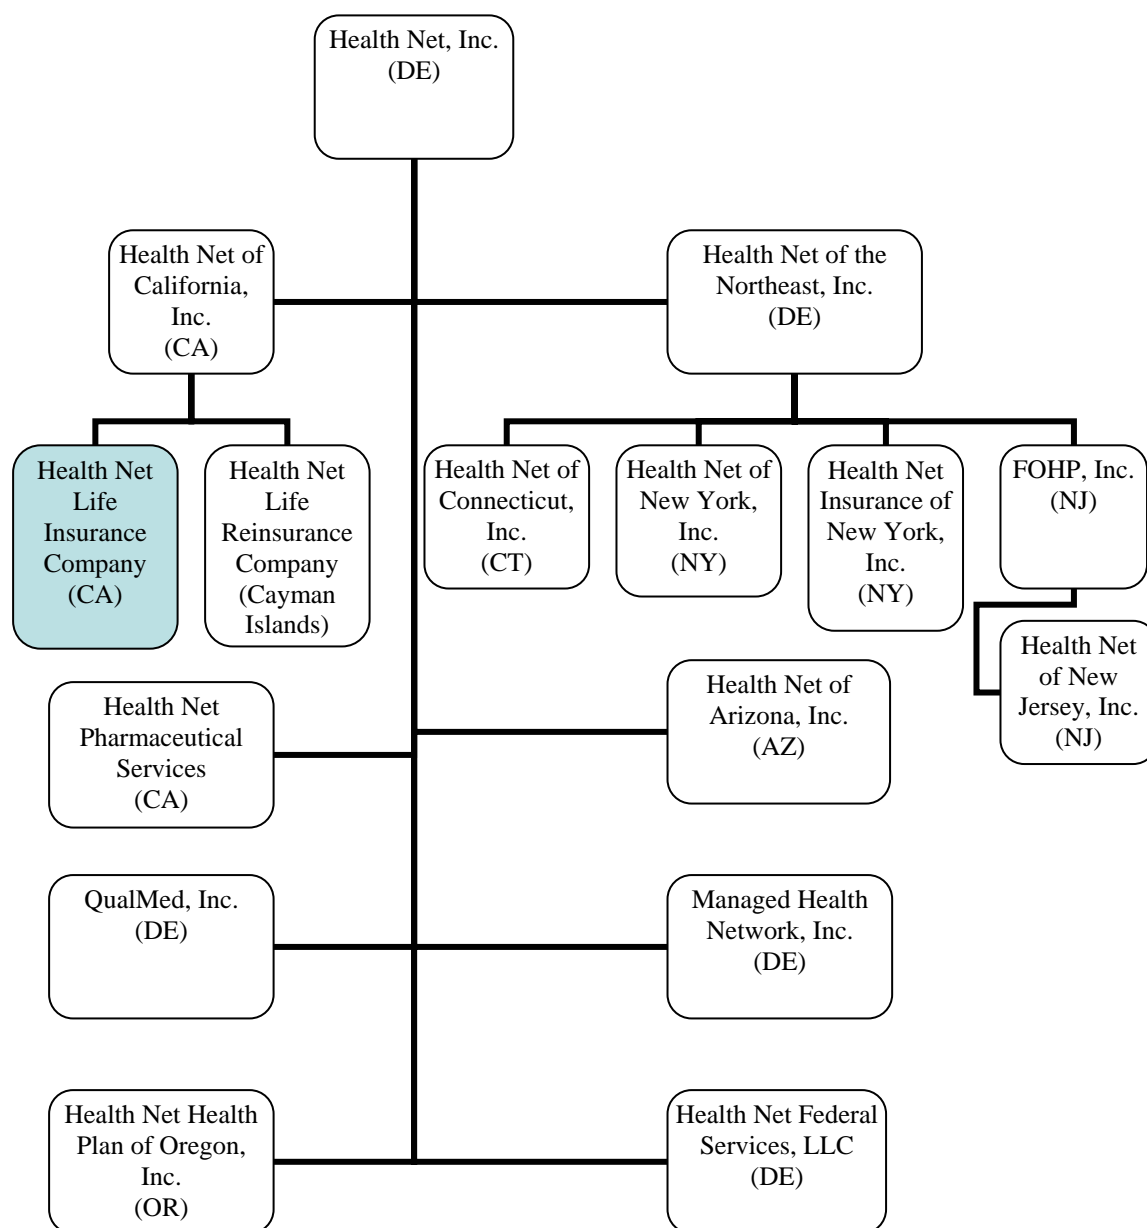 Health Net, Inc.
(DE)
Health Net of
California,
Inc.
(CA)
Health Net of the
Northeast, Inc.
(DE)
Health Net
Life
Insurance
Company
(CA)
Health Net
Life
Reinsurance
Company
(Cayman
Islands)
Health Net of
Connecticut,
Inc.
(CT)
Health Net of
New York,
Inc.
(NY)
Health Net
Insurance of
New York,
Inc.
(NY)
FOHP, Inc.
(NJ)
Health Net
of New
Jersey, Inc.
(NJ)
Health Net
Pharmaceutical
Services
(CA)
Health Net of
Arizona, Inc.
(AZ)
QualMed, Inc.
(DE)
Managed Health
Network, Inc.
(DE)
Health Net Health
Plan of Oregon,
Inc.
(OR)
Health Net Federal
Services, LLC
(DE)